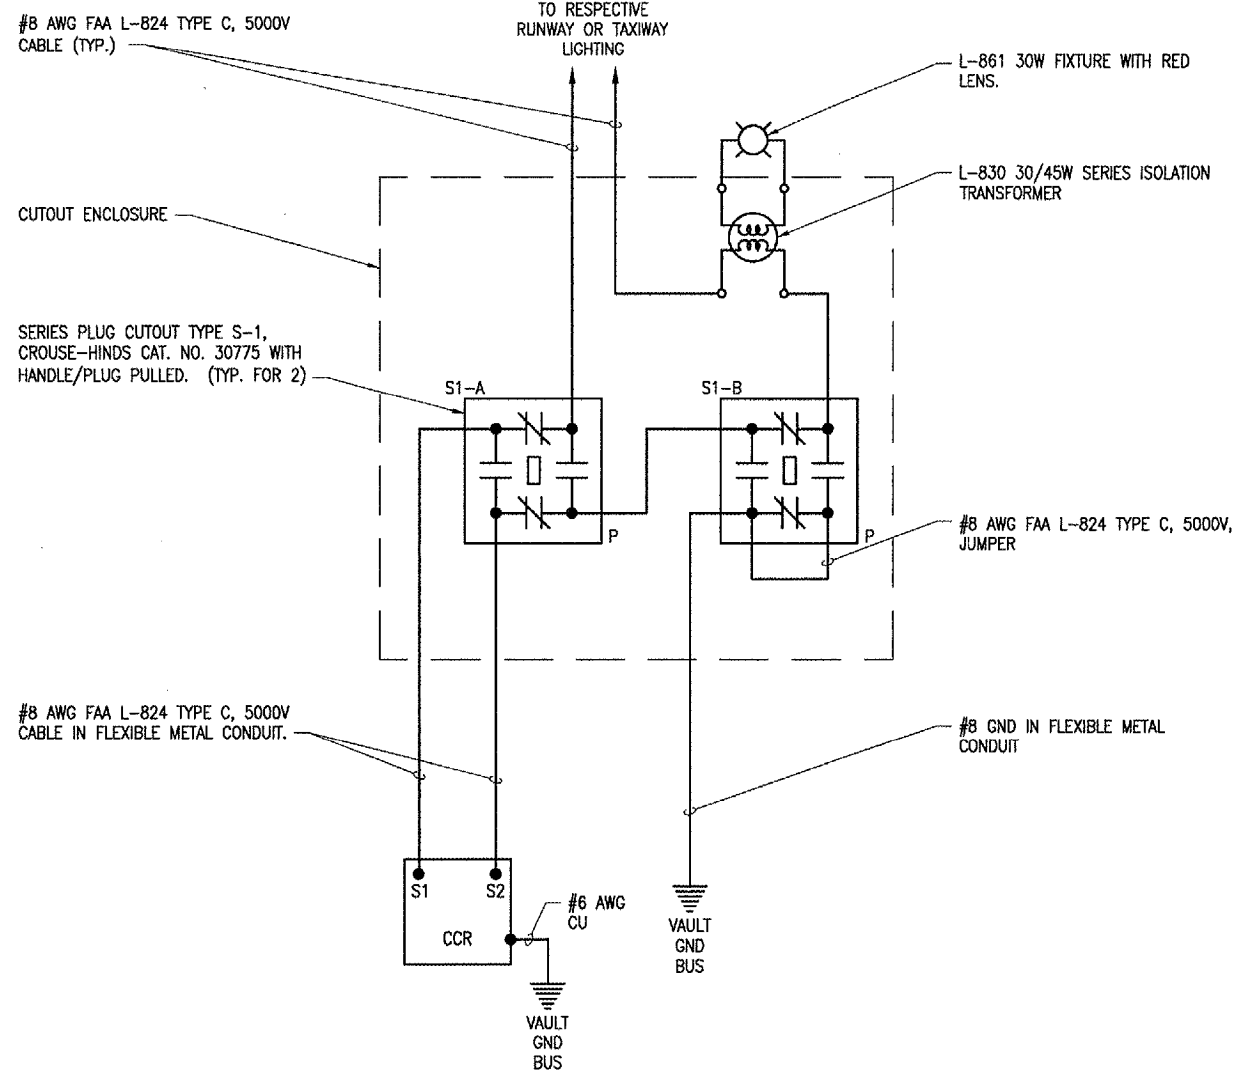 #8 AWG FAA L-824 TYPE C, 5000V
CABLE (TYP.)
TO RESPECTIVE
RUNWAY OR TAXIWAY
LIGHTING
L-861 30W FIXTURE WITH RED
LENS.
L-830 30/45W SERIES ISOLATION
TRANSFORMER
CUTOUT ENCLOSURE
SERIES PLUG CUTOUT TYPE S-1,
CROUSE-HINDS CAT. NO. 30775 WITH
HANDLE/PLUG PULLED. (TYP. FOR 2)
S1-A
S1-B
P
P
#8 AWG FAA L-824 TYPE C, 5000V,
JUMPER
#8 AWG FAA L-824 TYPE C, 5000V
CABLE IN FLEXIBLE METAL CONDUIT.
#8 GND IN FLEXIBLE METAL
CONDUIT
S1
S2
CCR
#6 AWG
CU
VAULT
GND
BUS
VAULT
GND
BUS